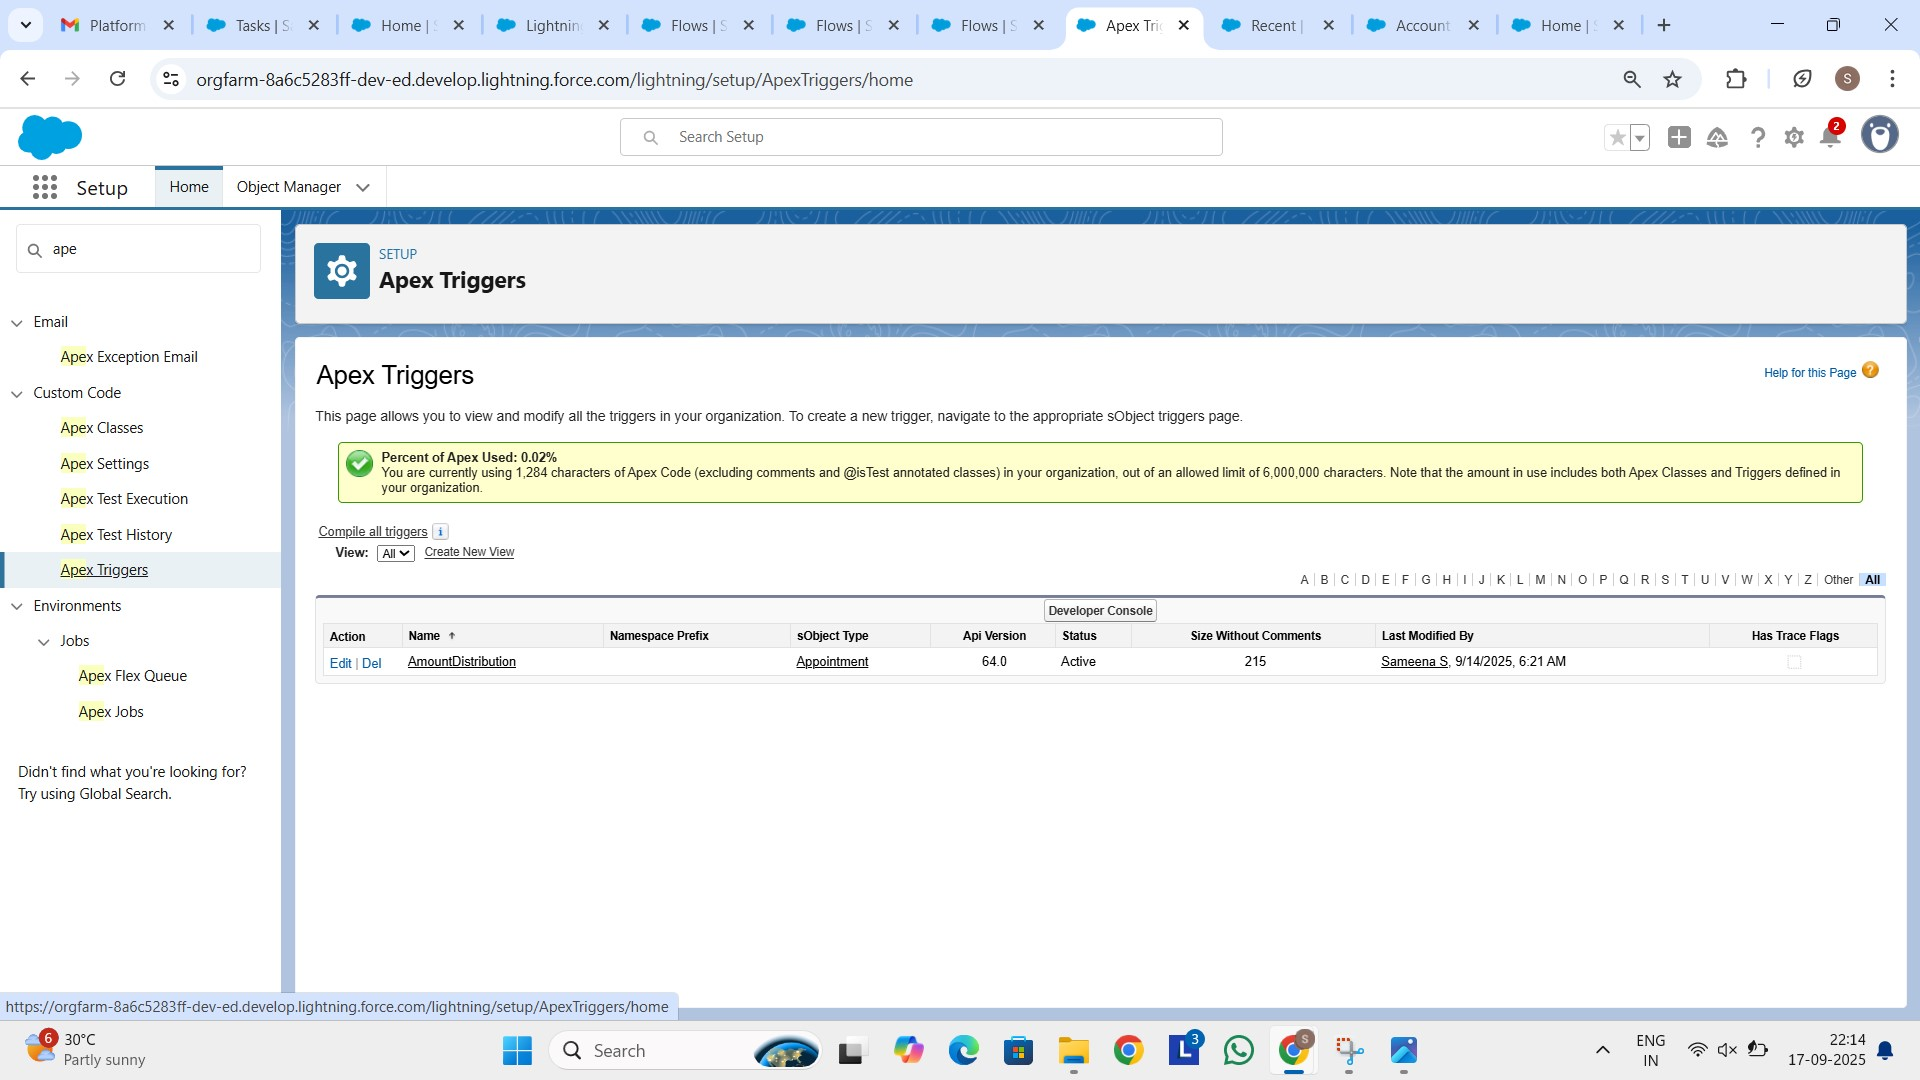 Platform
Tasks | S
Home | S
Lightnin
Flows | S
Flows | S
Flows | S
Apex Tri
Recent |
Account
Home | S
orgfarm-8a6c5283ff-dev-ed.develop.lightning.force.com/lightning/setup/ApexTriggers/home
S
Search Setup
2
Setup
Home
Object Manager
ape
Email
Apex Exception Email
Custom Code
Apex Classes
Apex Settings
Apex Test Execution
Apex Test History
Apex Triggers
Environments
Jobs
Apex Flex Queue
Apex Jobs
Didn't find what you're looking for?
Try using Global Search.
SETUP
Apex Triggers
Apex Triggers
Help for this Page
This page allows you to view and modify all the triggers in your organization. To create a new trigger, navigate to the appropriate sObject triggers page.
Percent of Apex Used: 0.02%
You are currently using 1,284 characters of Apex Code (excluding comments and @isTest annotated classes) in your organization, out of an allowed limit of 6,000,000 characters. Note that the amount in use includes both Apex Classes and Triggers defined in
your organization.
Compile all triggers i
View: All Create New View
A | B | C | D | E | F | G | H | I | J | K | L | M | N | O | P | Q | R | S | T | U | V | W | X | Y | Z | Other All
Developer Console
Action Name Namespace Prefix sObject Type Api Version Status Size Without Comments Last Modified By Has Trace Flags
Edit | Del AmountDistribution Appointment 64.0 Active 215 Sameena S, 9/14/2025, 6:21 AM
https://orgfarm-8a6c5283ff-dev-ed.develop.lightning.force.com/lightning/setup/ApexTriggers/home
6
30°C
Partly sunny
Search
L
3
S
ENG
IN
22:14
17-09-2025